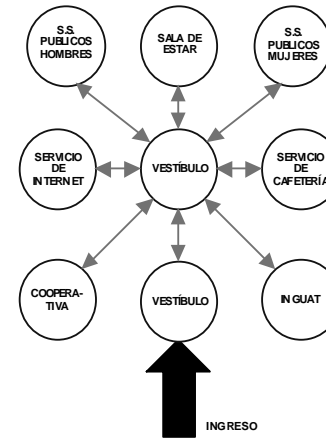 S.S.
PUBLICOS
HOMBRES
SALA DE
ESTAR
S.S.
PUBLICOS
MUJERES
SERVICIO
DE
INTERNET
VESTÍBULO
SERVICIO
DE
CAFETERÍA
COOPERA-
TIVA
VESTÍBULO
INGUAT
INGRESO